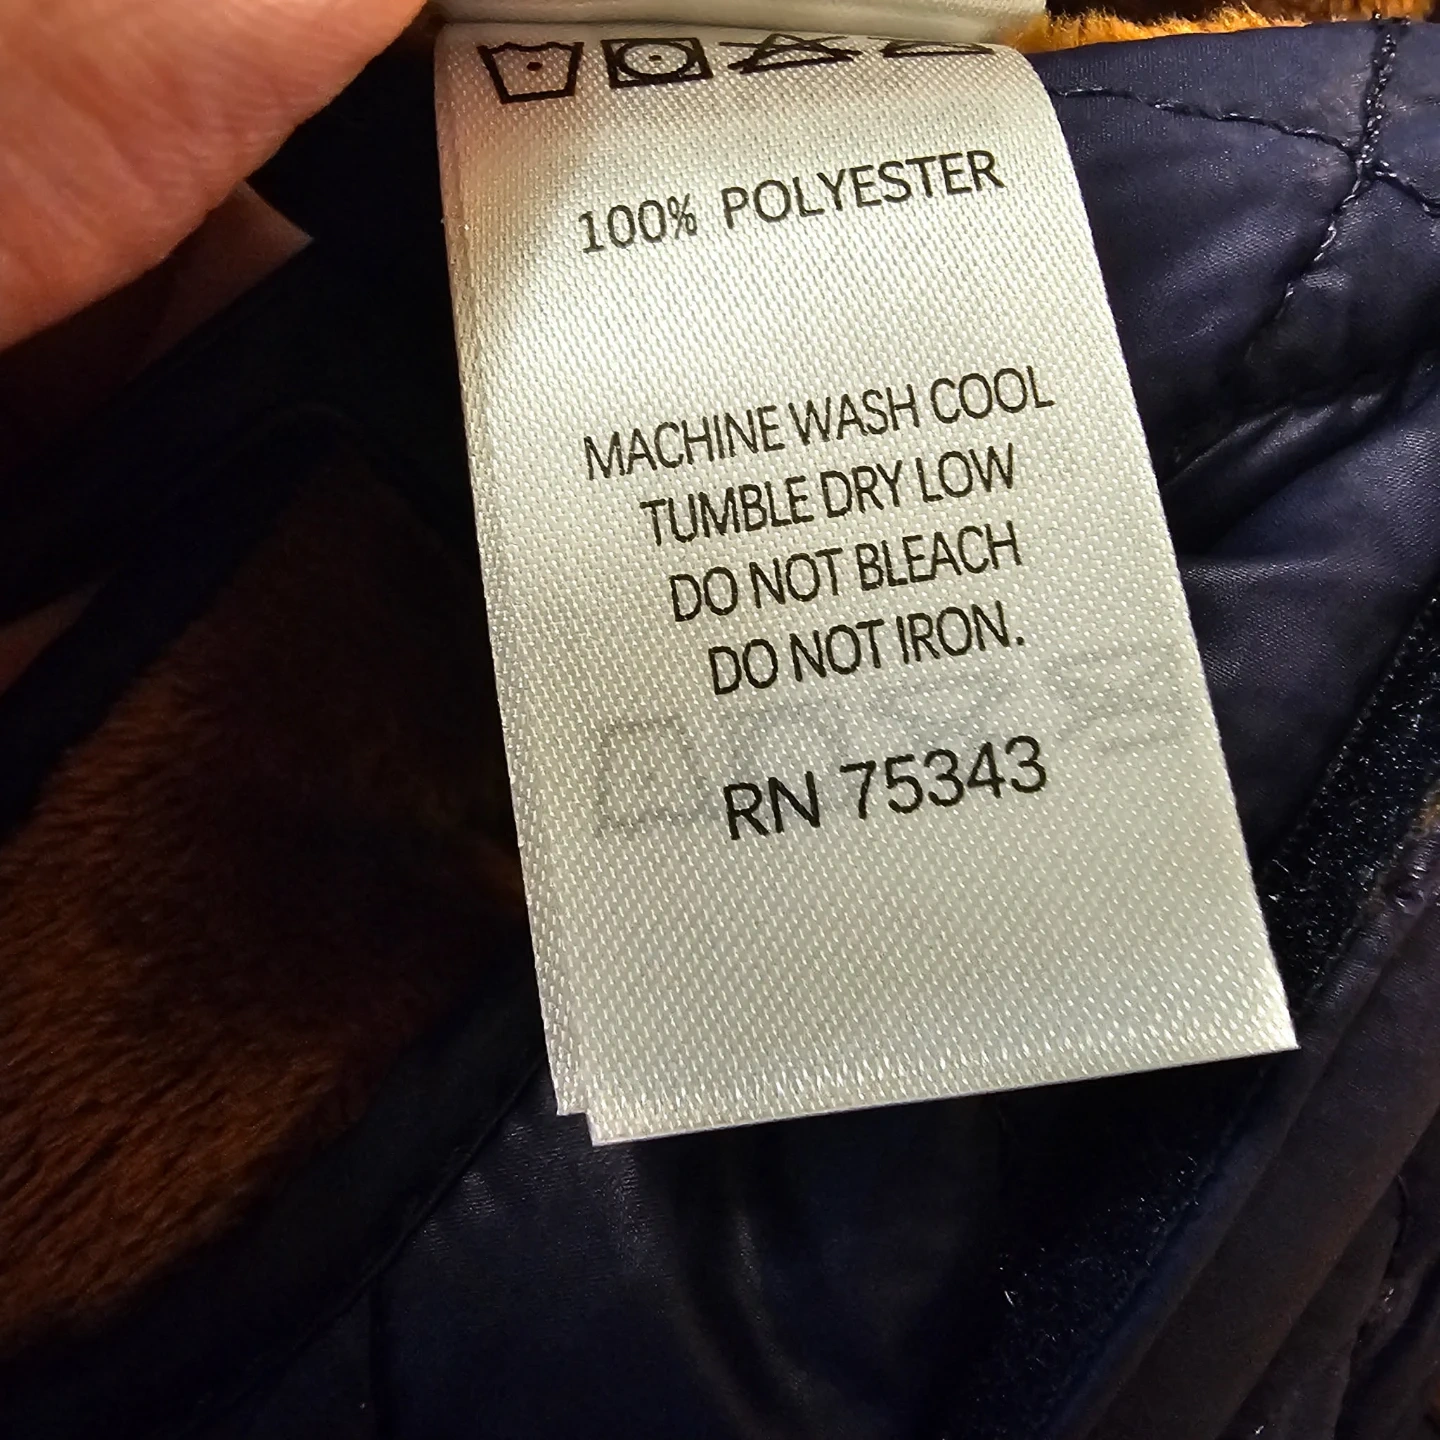 100% POLYESTER
MACHINE WASH COOL
TUMBLE DRY LOW
DO NOT BLEACH
DO NOT IRON.
RN 75343